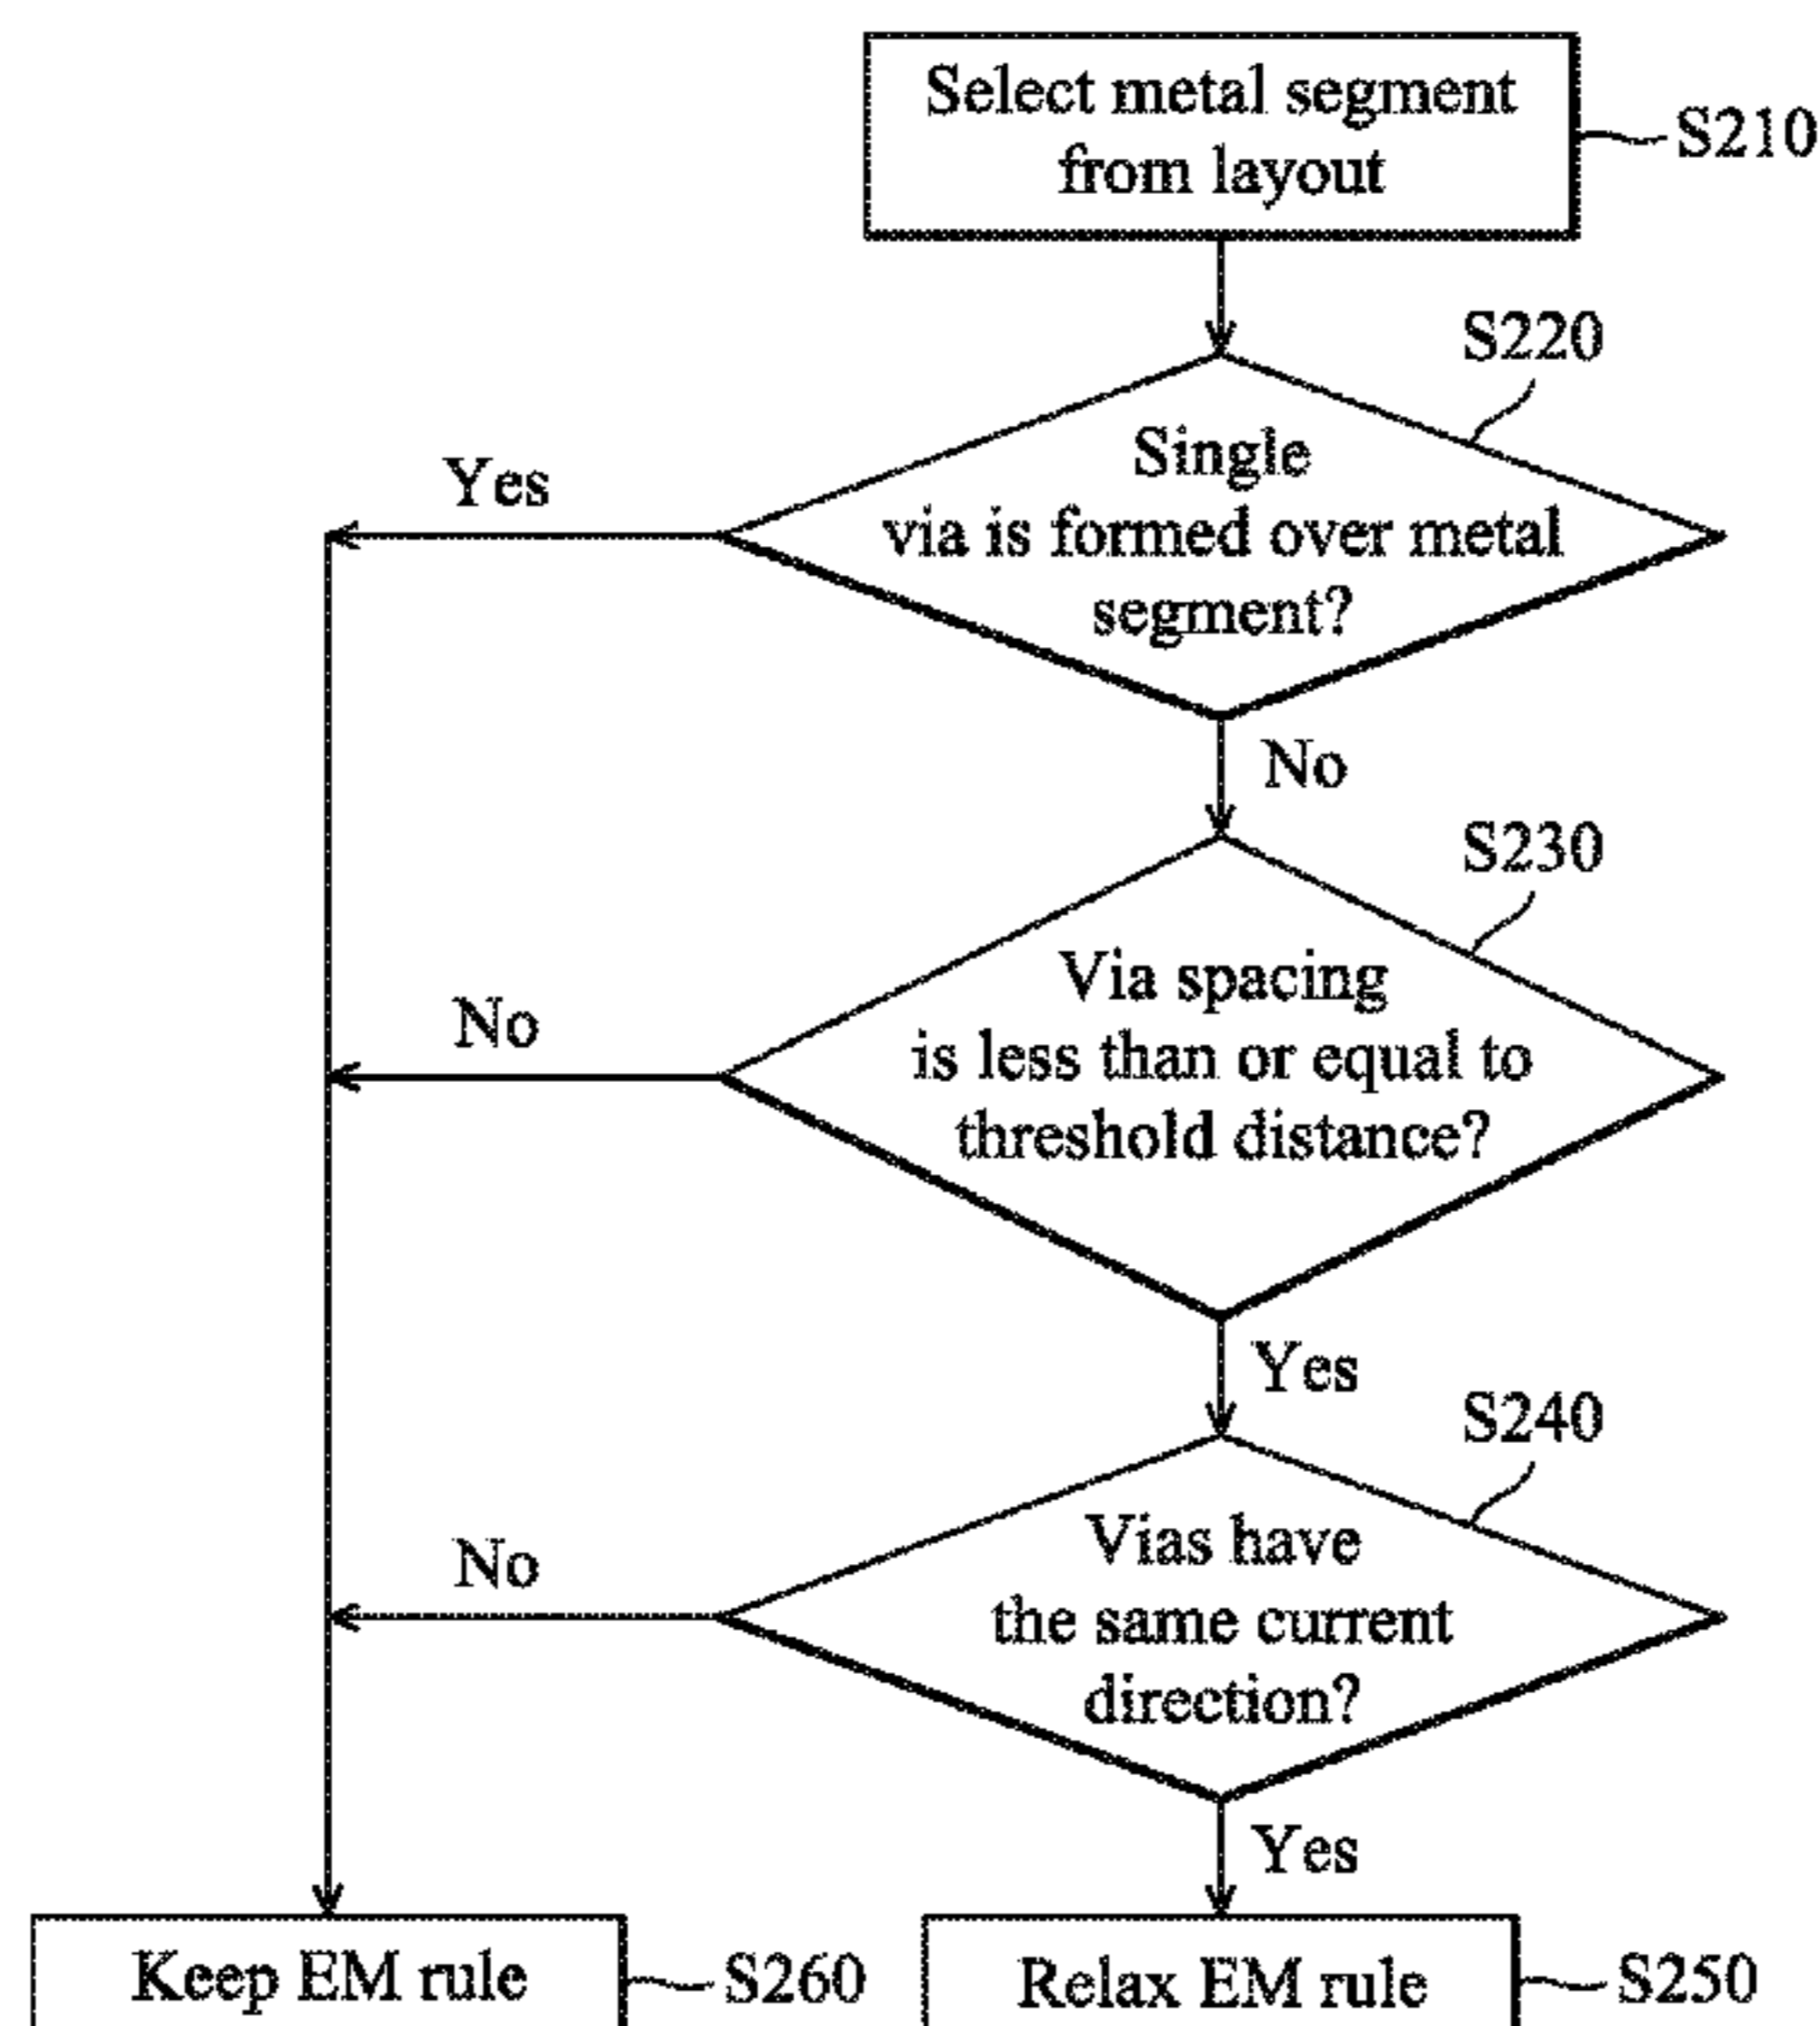 Select metal segment
from layout
S210
S220
Single
via is formed over metal
segment?
Yes
No
S230
Via spacing
is less than or equal to
threshold distance?
No
Yes
S240
Vias have
the same current
direction?
No
Yes
Keep EM rule
S260
Relax EM rule
S250